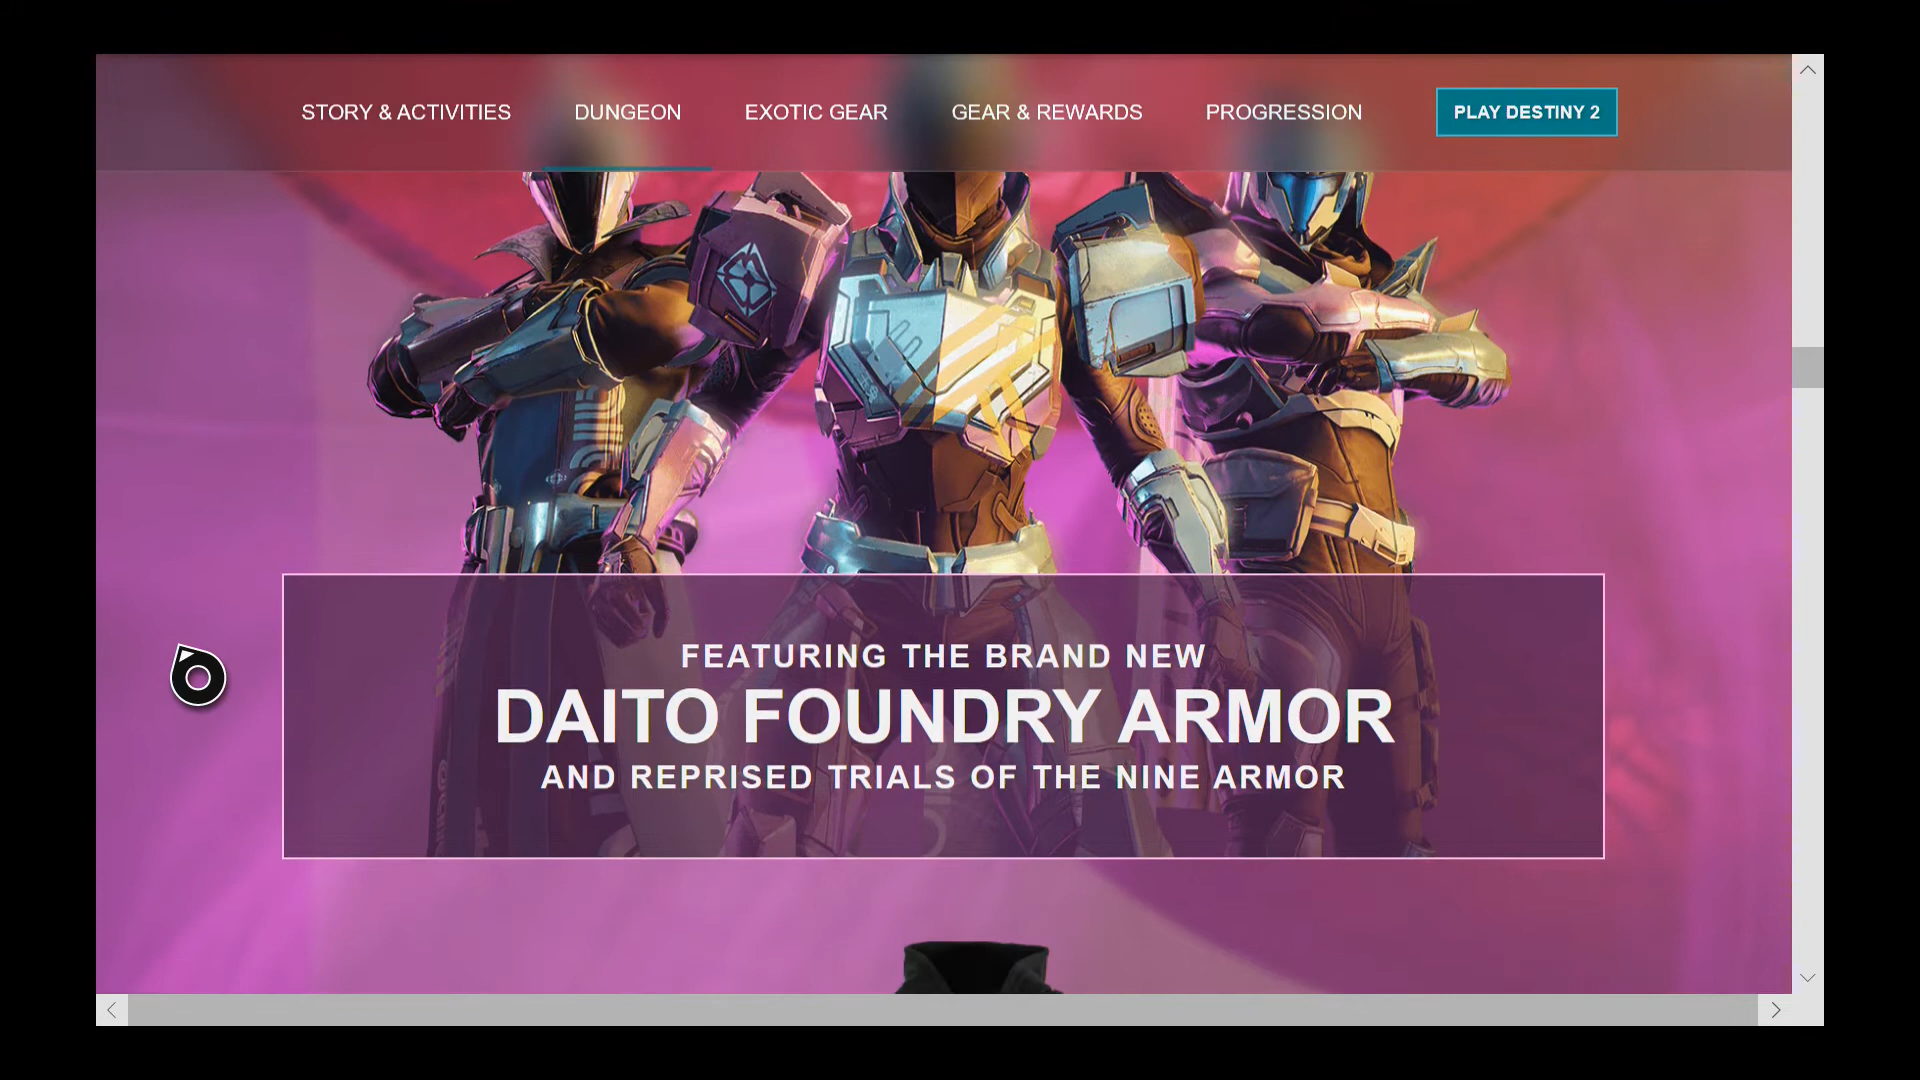 STORY & ACTIVITIES DUNGEON EXOTIC GEAR GEAR & REWARDS PROGRESSION PLAY DESTINY 2
FEATURING THE BRAND NEW
DAITO FOUNDRY ARMOR
AND REPRISED TRIALS OF THE NINE ARMOR